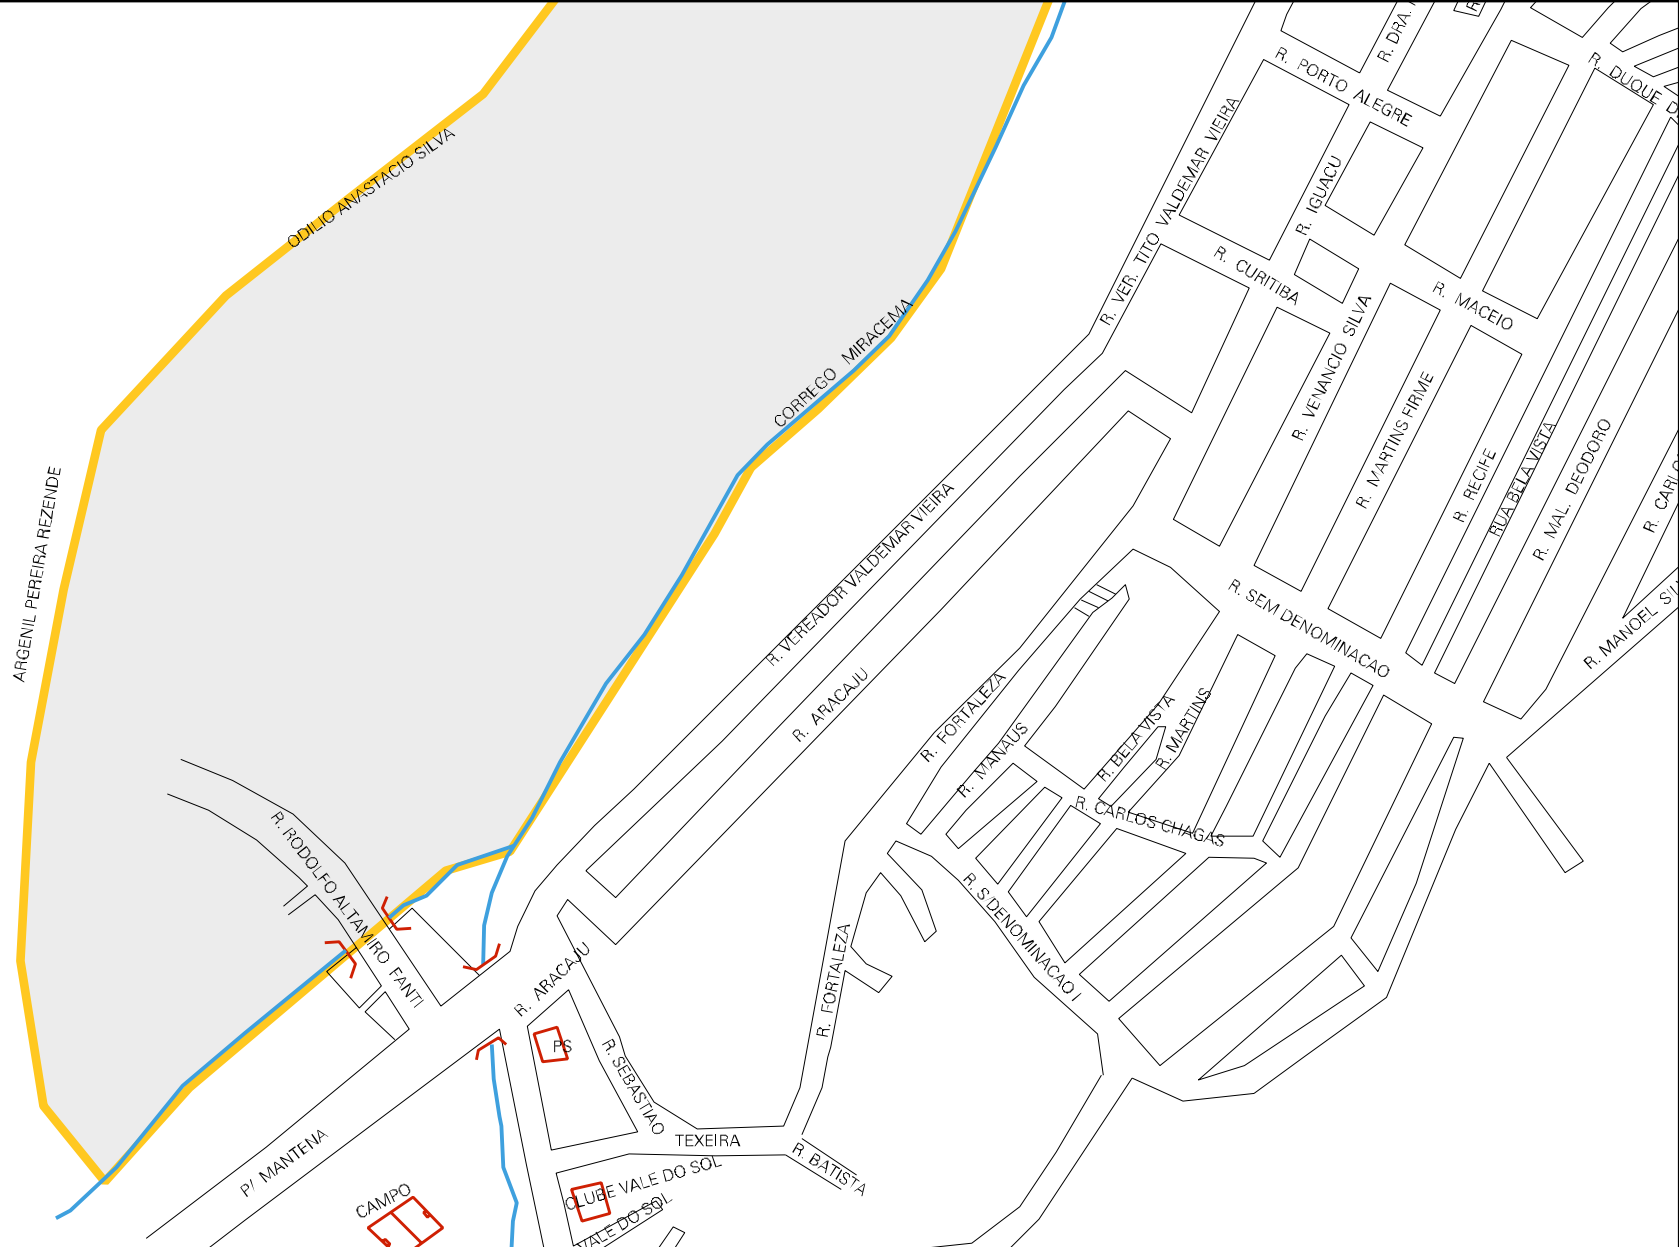 R. DRA.
R. PORTO ALEGRE
R. DUQUE D
ODILIO ANASTACIO SILVA
R. VER. TITO VALDEMAR VIEIRA
R. IGUACU
R. CURITIBA
R. MACEIO
CORREGO MIRACEMA
R. VENANCIO SILVA
R. MARTINS FIRME
R. RECIFE
RUA BELA VISTA
R. MAL. DEODORO
R. CARLO
ARGENIL PEREIRA REZENDE
R. VEREADOR VALDEMAR VIEIRA
R. SEM DENOMINACAO
R. MANOEL SIL
R. ARACAJU
R. FORTALEZA
R. MANAUS
R. BELA VISTA
R. MARTINS
R. CARLOS CHAGAS
R. RODOLFO ALTAMIRO FANTI
R. S/DENOMINACAO I
R. FORTALEZA
R. ARACAJU
PS
R. SEBASTIAO
TEXEIRA
R. BATISTA
P/ MANTENA
CAMPO
CLUBE VALE DO SOL
VALE DO SOL